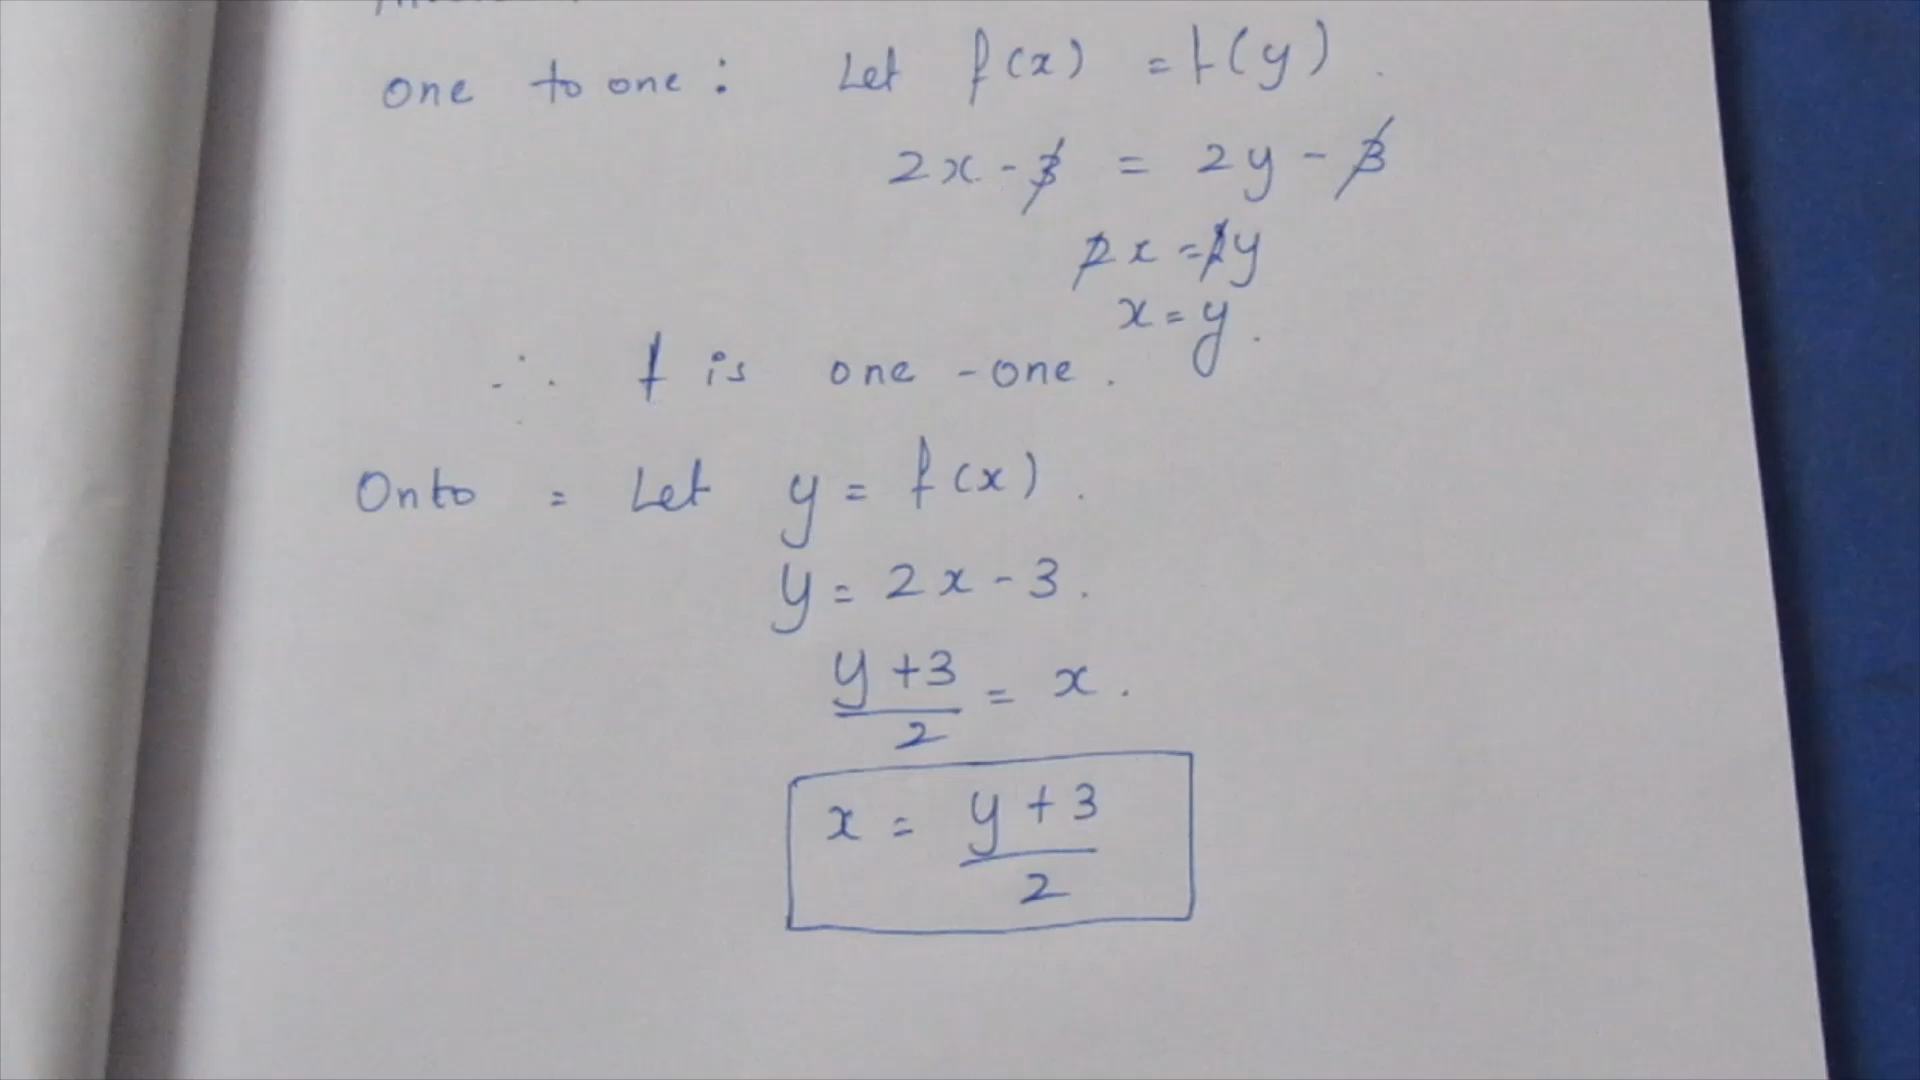 one to one : Let f(x) = f(y).
2x - 3 = 2y - 3
2x = 2y
x = y.
∴ f is one - one.
Onto = Let y = f(x).
y = 2x - 3.
y + 3 / 2 = x.
x = y + 3 / 2